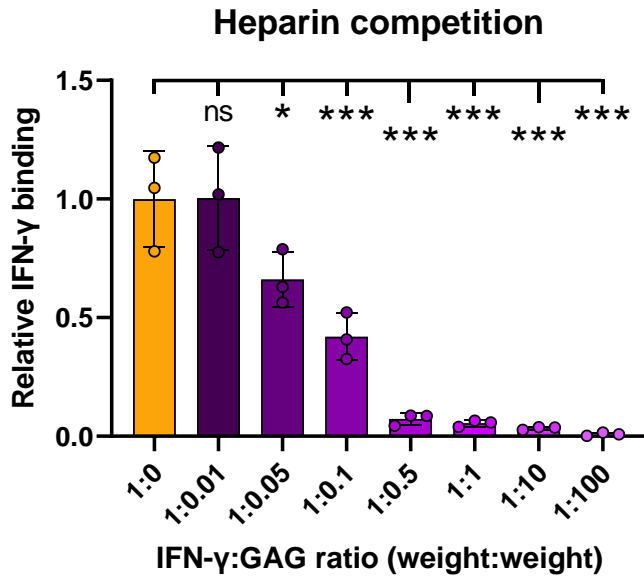 Heparin competition
1.5
ns * *** *** *** *** ***
1.0
0.5
0.0
Relative IFN-γ binding
1:0 1:0.01 1:0.05 1:0.1 1:0.5 1:1 1:10 1:100
IFN-γ:GAG ratio (weight:weight)